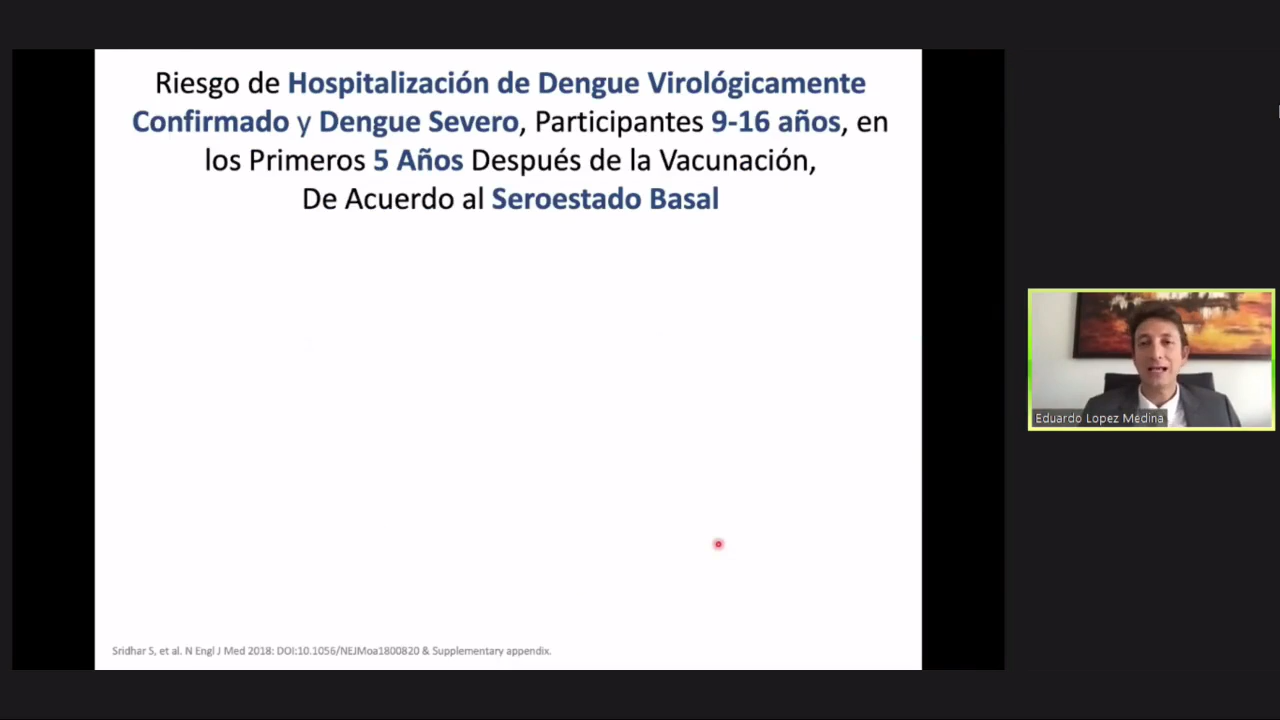 Riesgo de Hospitalización de Dengue Virológicamente
Confirmado y Dengue Severo, Participantes 9-16 años, en
los Primeros 5 Años Después de la Vacunación,
De Acuerdo al Seroestado Basal
Eduardo Lopez Medina
Sridhar S, et al. N Engl J Med 2018: DOI:10.1056/NEJMoa1800820 & Supplementary appendix.